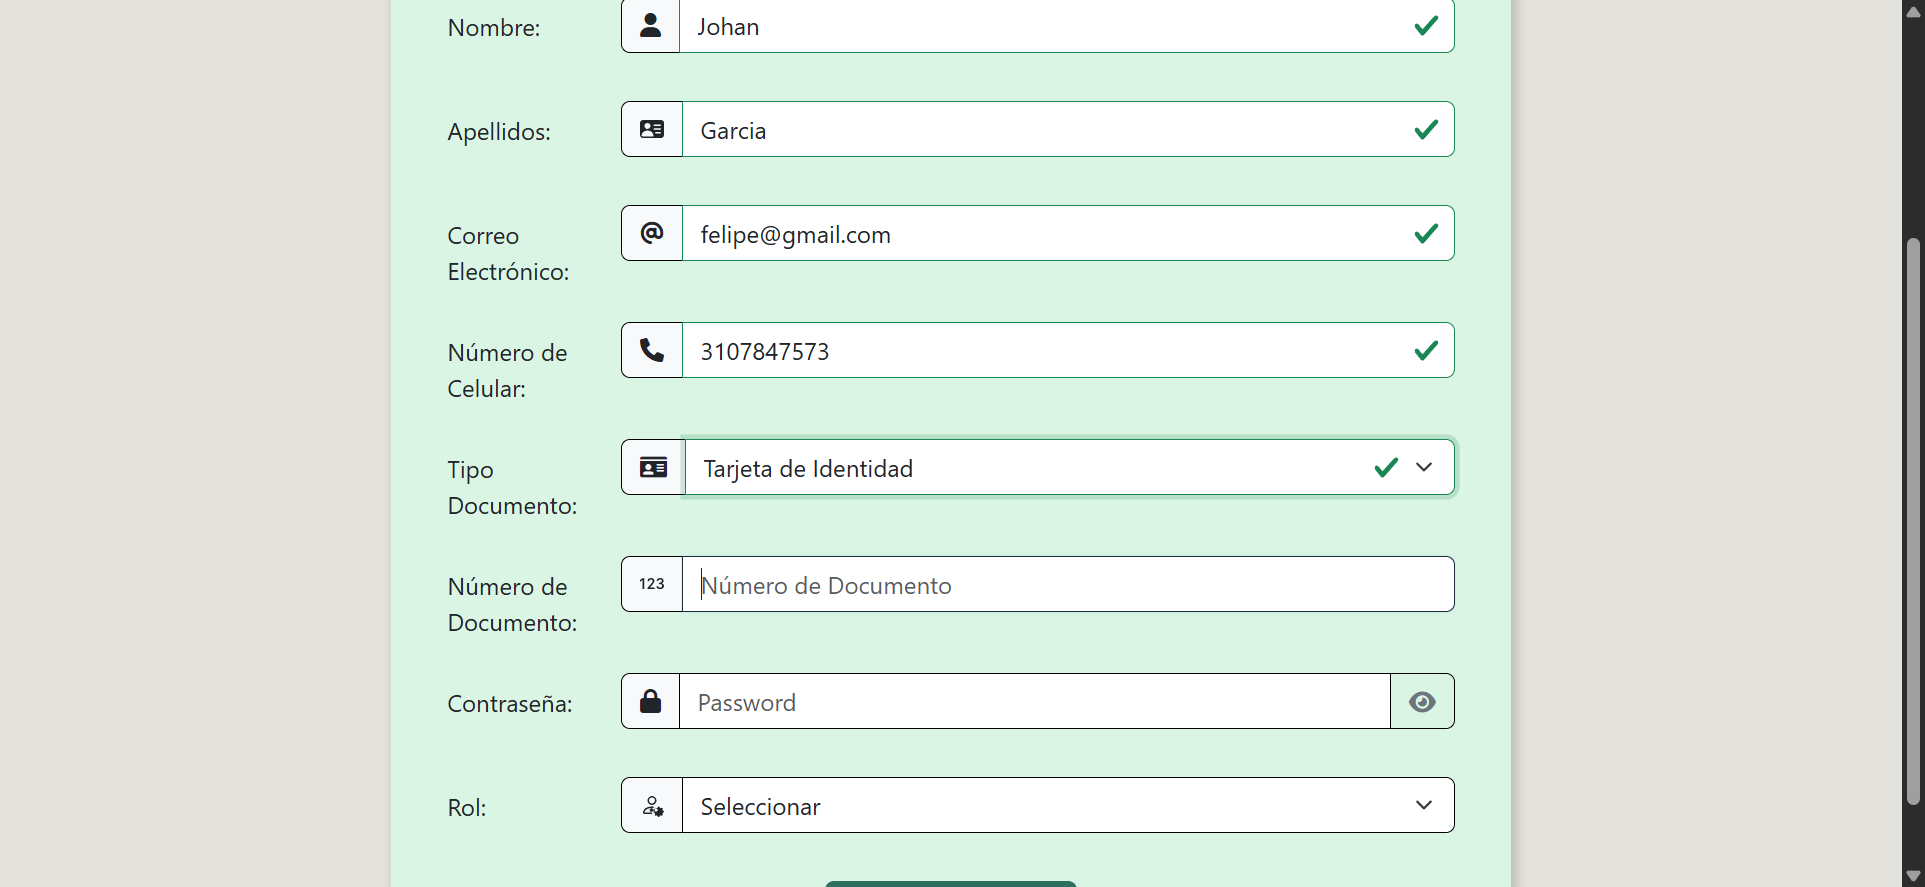 Nombre:
Johan
Apellidos:
Garcia
Correo
Electrónico:
felipe@gmail.com
Número de
Celular:
3107847573
Tipo
Documento:
Tarjeta de Identidad
Número de
Documento:
123
Número de Documento
Contraseña:
Password
Rol:
Seleccionar